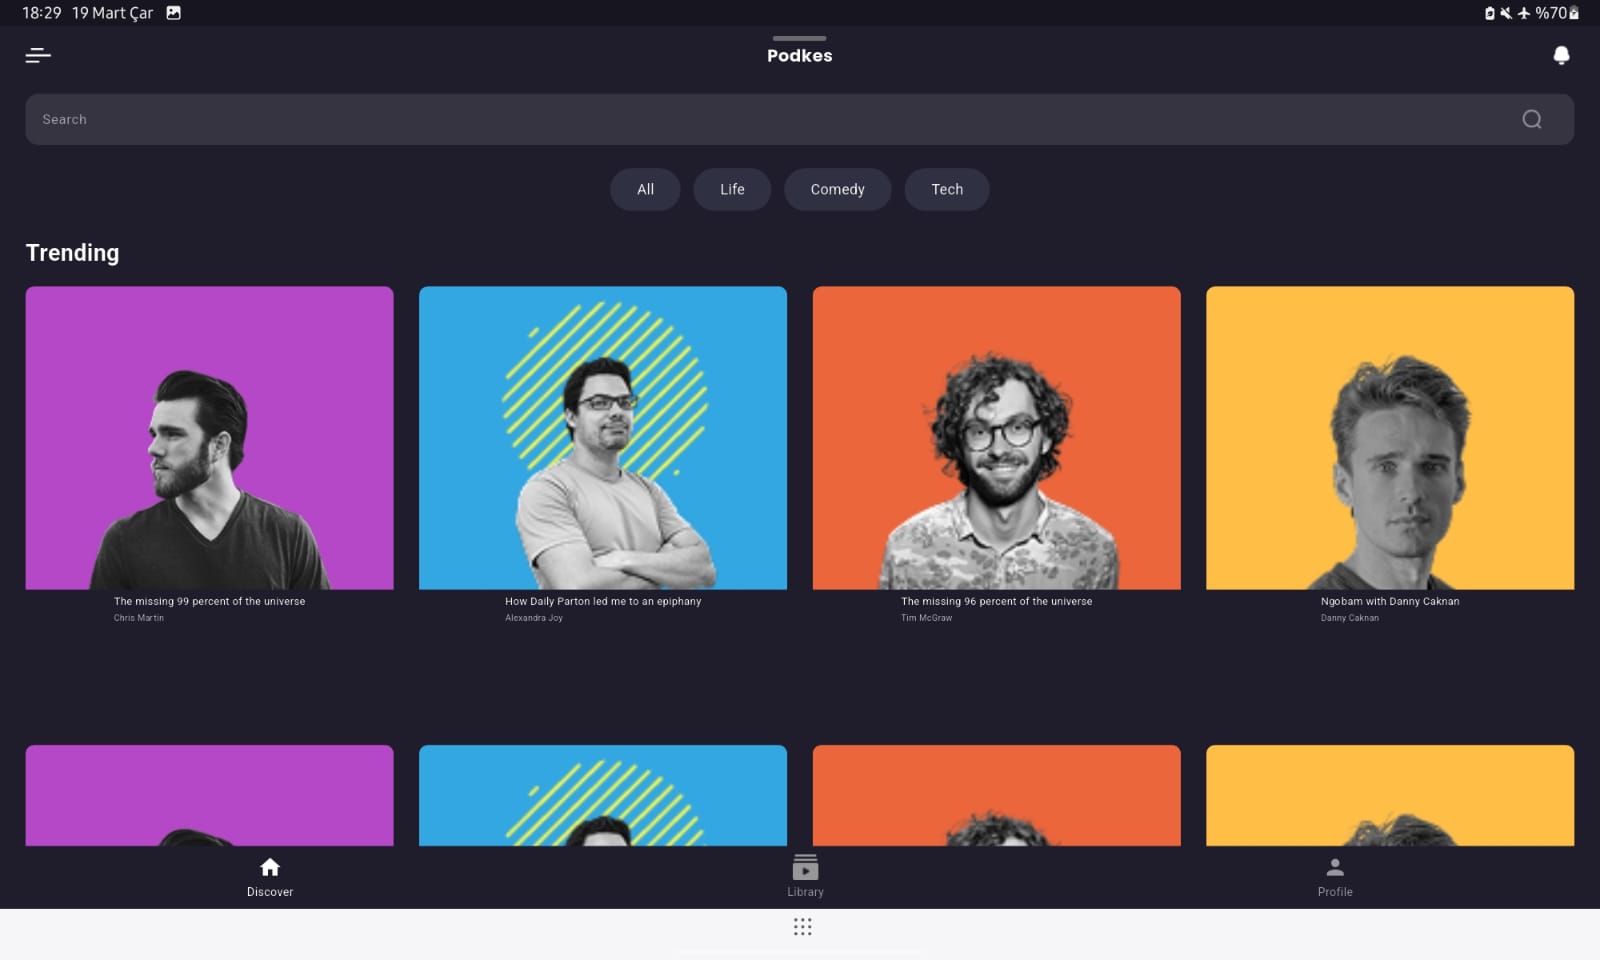 18:29 19 Mart Çar %70
Podkes
Search
All Life Comedy Tech
Trending
The missing 99 percent of the universe
Chris Martin
How Daily Parton led me to an epiphany
Alexandra Joy
The missing 96 percent of the universe
Tim McGraw
Ngobam with Danny Caknan
Danny Caknan
Discover Library Profile